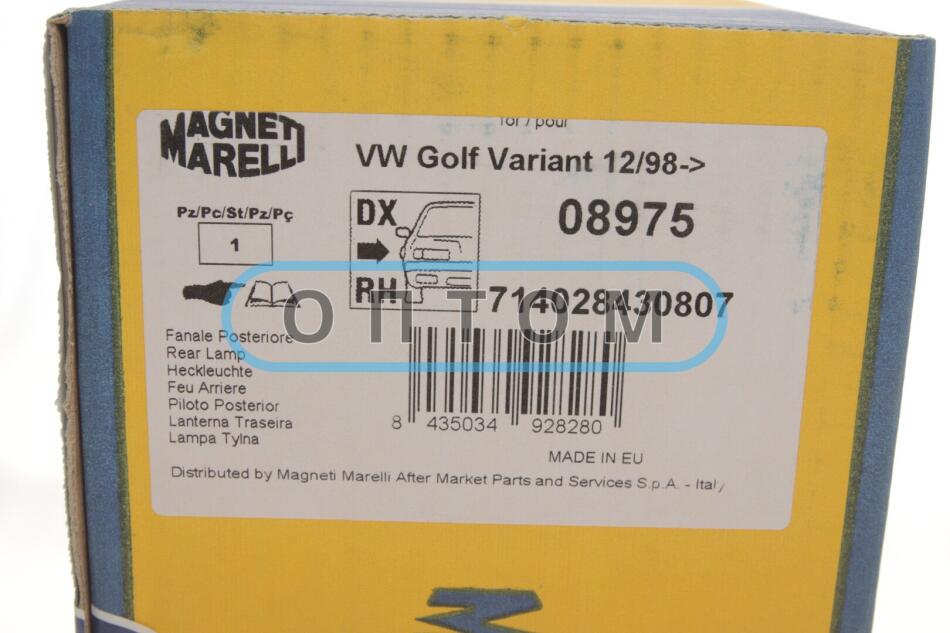 for / pour
MAGNETI
MARELLI
VW Golf Variant 12/98->
Pz/Pc/St/Pz/Pç
1
DX
RH
08975
714028430807
ОПТОМ
Fanale Posteriore
Rear Lamp
Heckleuchte
Feu Arriere
Piloto Posterior
Lanterna Traseira
Lampa Tylna
8 435034 928280
MADE IN EU
Distributed by Magneti Marelli After Market Parts and Services S.p.A. - Italy